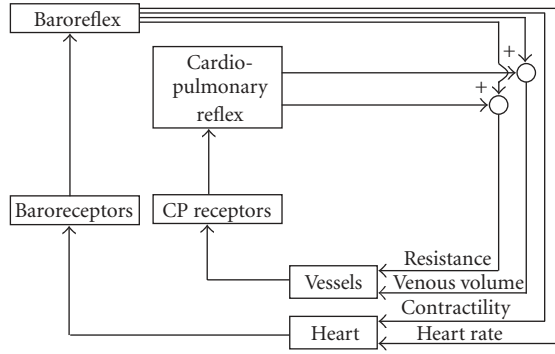 Baroreflex
Cardio-
pulmonary
reflex
+
+
Baroreceptors
CP receptors
Resistance
Vessels
Venous volume
Contractility
Heart
Heart rate